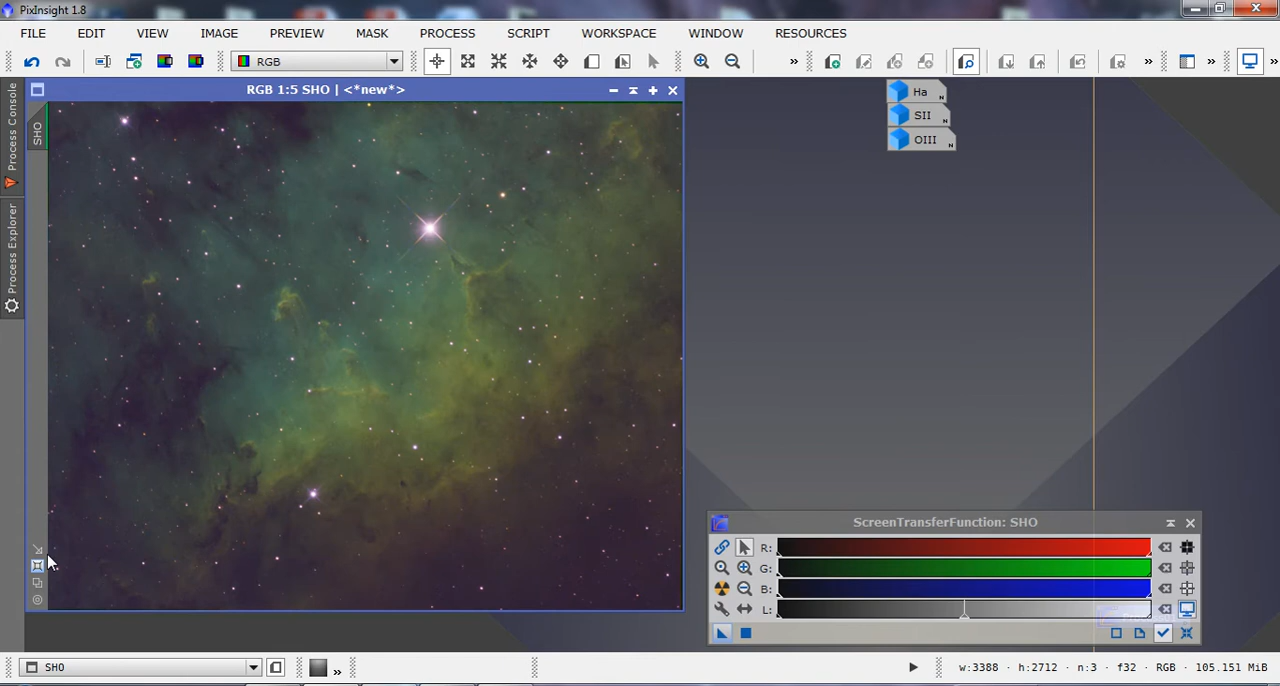 PixInsight 1.8
FILE EDIT VIEW IMAGE PREVIEW MASK PROCESS SCRIPT WORKSPACE WINDOW RESOURCES
RGB
» » » »
Process Console
Process Explorer
RGB 1:5 SHO | <*new*>
SHO
Ha
N
SII
N
OIII
N
ScreenTransferFunction: SHO
R:
G:
B:
L:
SHO
»
w:3388 · h:2712 · n:3 · f32 · RGB · 105.151 MiB